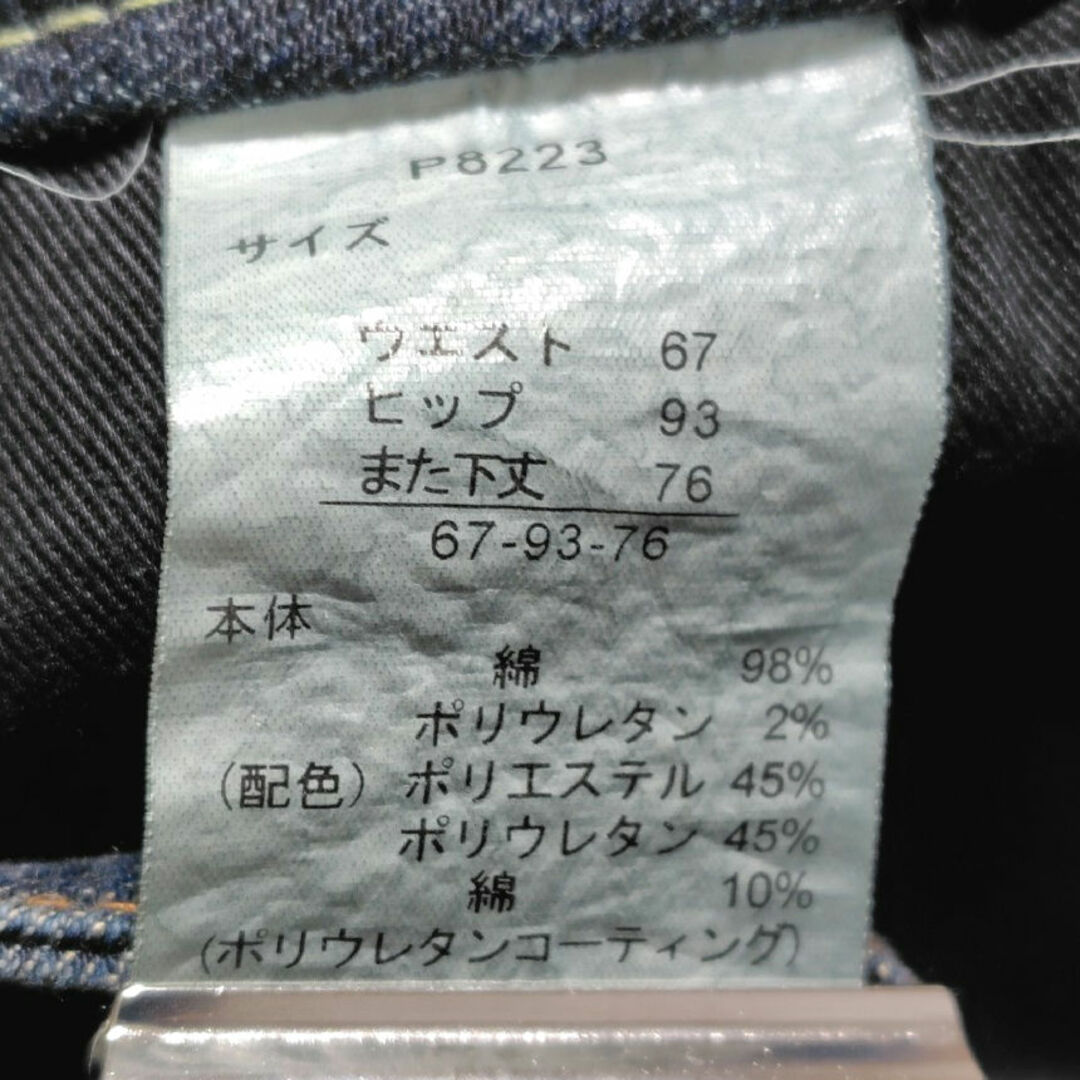 P8223
サイズ
ウエスト 67
ヒップ 93
また下丈 76
67-93-76
本体
綿 98%
ポリウレタン 2%
(配色) ポリエステル 45%
ポリウレタン 45%
綿 10%
(ポリウレタンコーティング)